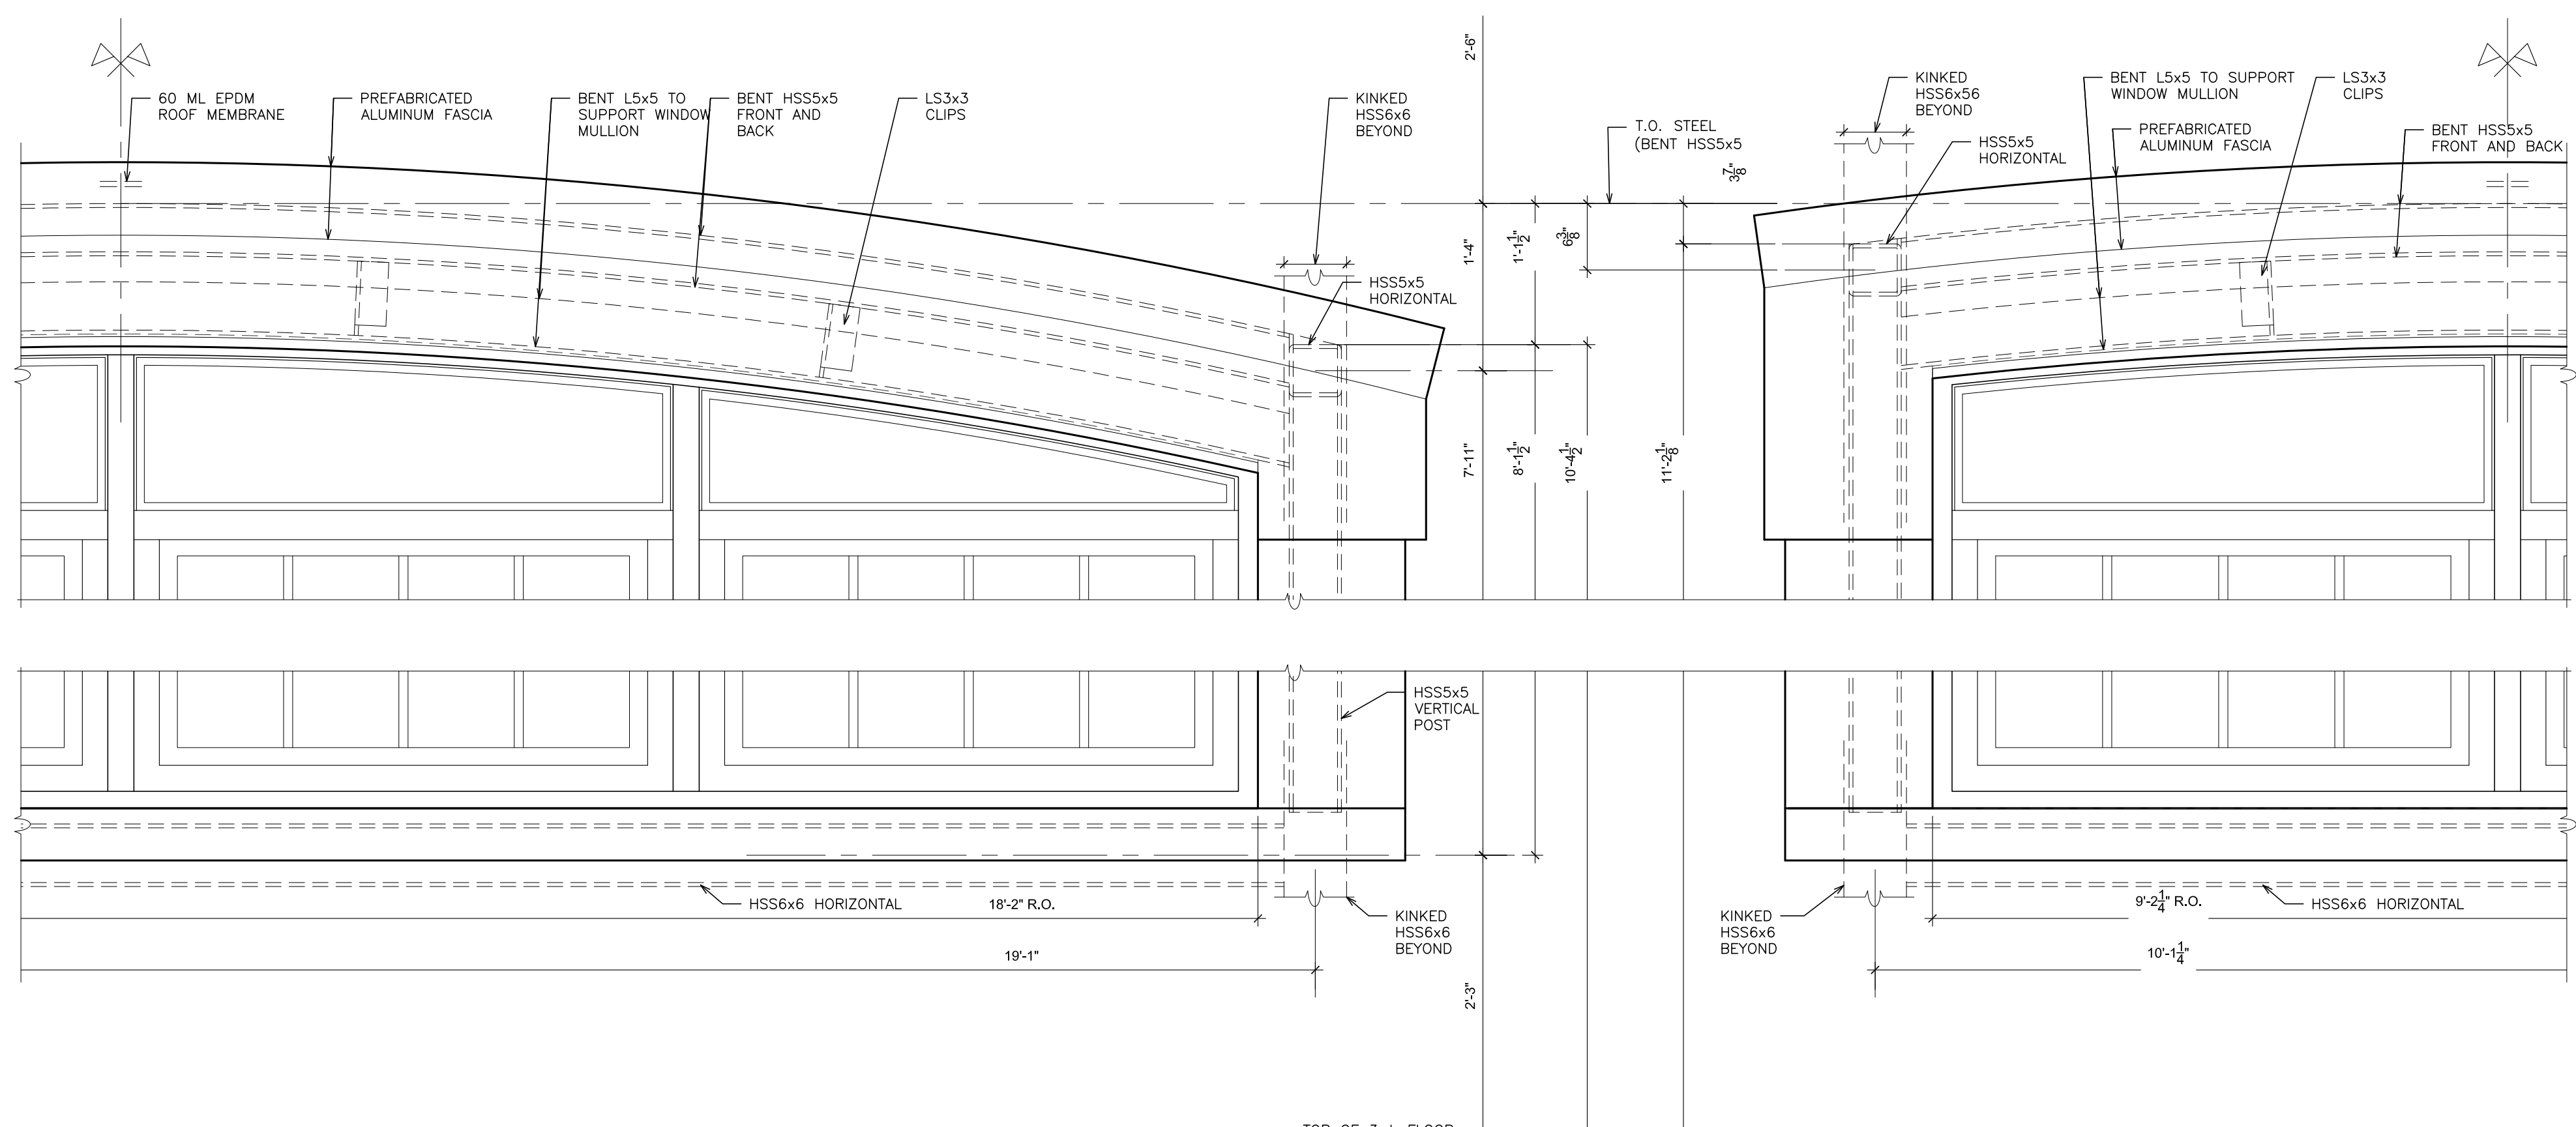 60 ML EPDM
ROOF MEMBRANE
PREFABRICATED
ALUMINUM FASCIA
BENT L5x5 TO
SUPPORT WINDOW
MULLION
BENT HSS5x5
FRONT AND
BACK
LS3x3
CLIPS
KINKED
HSS6x6
BEYOND
HSS5x5
HORIZONTAL
2'-6"
T.O. STEEL
(BENT HSS5x5
3 7/8"
KINKED
HSS6x56
BEYOND
HSS5x5
HORIZONTAL
BENT L5x5 TO SUPPORT
WINDOW MULLION
PREFABRICATED
ALUMINUM FASCIA
LS3x3
CLIPS
BENT HSS5x5
FRONT AND BACK
1'-4"
1'-1 1/2"
6 3/8"
7'-11"
8'-1 1/2"
10'-4 1/2"
11'-2 1/8"
HSS5x5
VERTICAL
POST
HSS6x6 HORIZONTAL
18'-2" R.O.
19'-1"
KINKED
HSS6x6
BEYOND
2'-3"
KINKED
HSS6x6
BEYOND
9'-2 1/4" R.O.
HSS6x6 HORIZONTAL
10'-1 1/4"